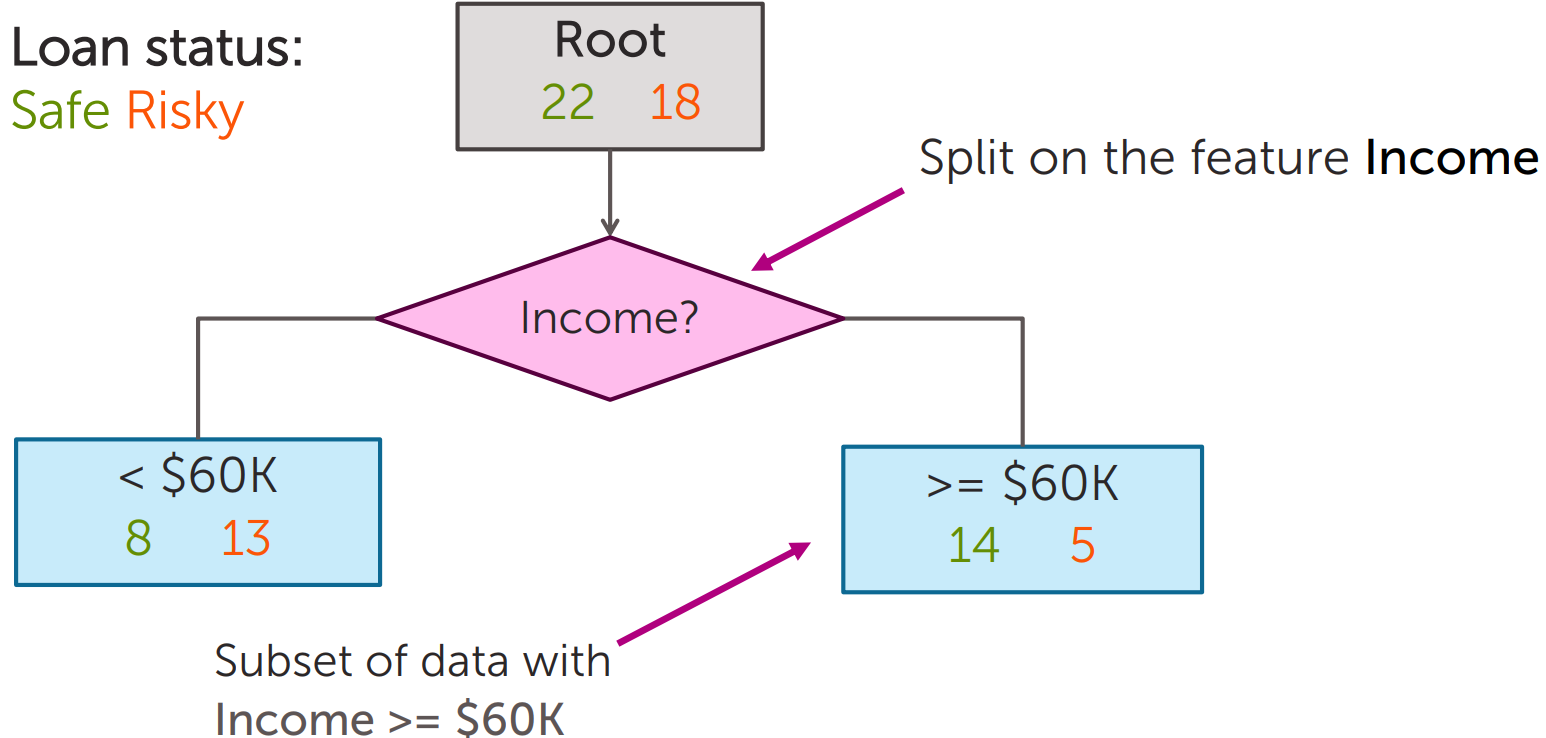 Loan status:
Safe Risky
Root
22 18
Split on the feature Income
Income?
< $60K
8 13
>= $60K
14 5
Subset of data with
Income >= $60K